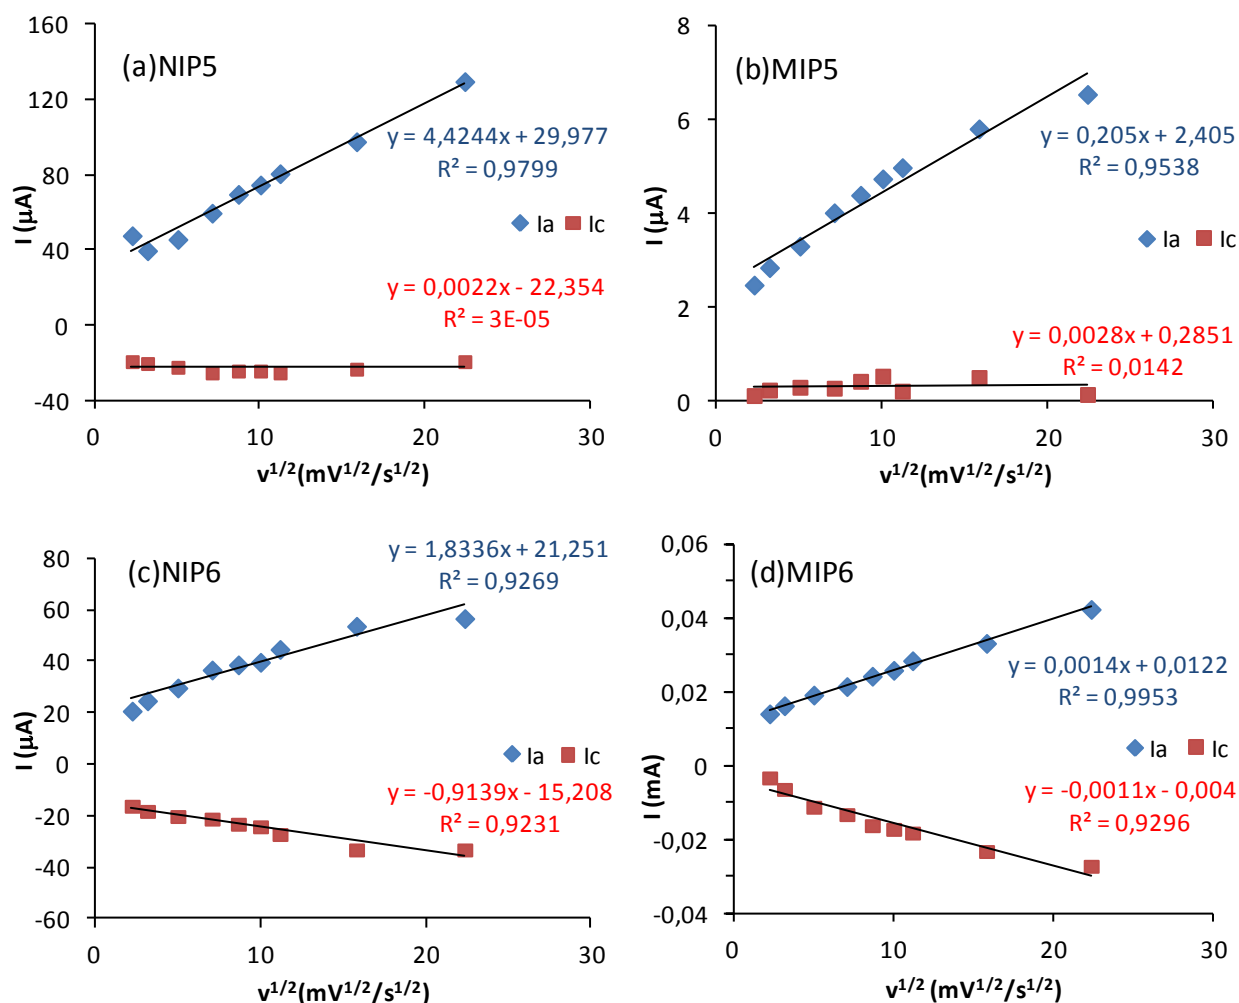 (a)NIP5
160
120
80
40
0
-40
I (µA)
y = 4,4244x + 29,977
R² = 0,9799
Ia Ic
y = 0,0022x - 22,354
R² = 3E-05
0 10 20 30
v^1/2(mV^1/2/s^1/2)
(b)MIP5
8
6
4
2
0
I (µA)
y = 0,205x + 2,405
R² = 0,9538
Ia Ic
y = 0,0028x + 0,2851
R² = 0,0142
0 10 20 30
v^1/2(mV^1/2/s^1/2)
(c)NIP6
80
60
40
20
0
-20
-40
-60
I (µA)
y = 1,8336x + 21,251
R² = 0,9269
Ia Ic
y = -0,9139x - 15,208
R² = 0,9231
0 10 20 30
v^1/2(mV^1/2/s^1/2)
(d)MIP6
0,06
0,04
0,02
0
-0,02
-0,04
I (mA)
y = 0,0014x + 0,0122
R² = 0,9953
Ia Ic
y = -0,0011x - 0,004
R² = 0,9296
0 10 20 30
v^1/2 (mV^1/2/s^1/2)